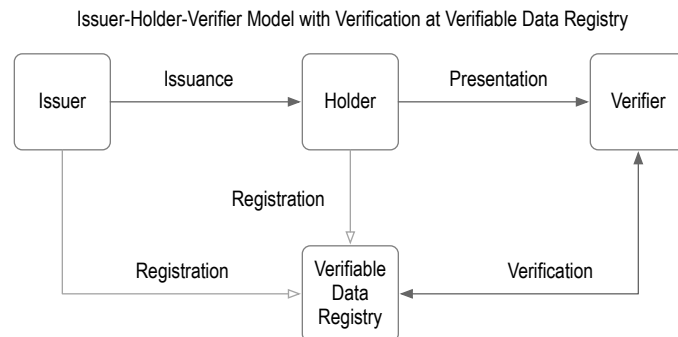 Issuer-Holder-Verifier Model with Verification at Verifiable Data Registry
Issuance
Presentation
Issuer
Holder
Verifier
Registration
Registration
Verifiable
Data
Registry
Verification